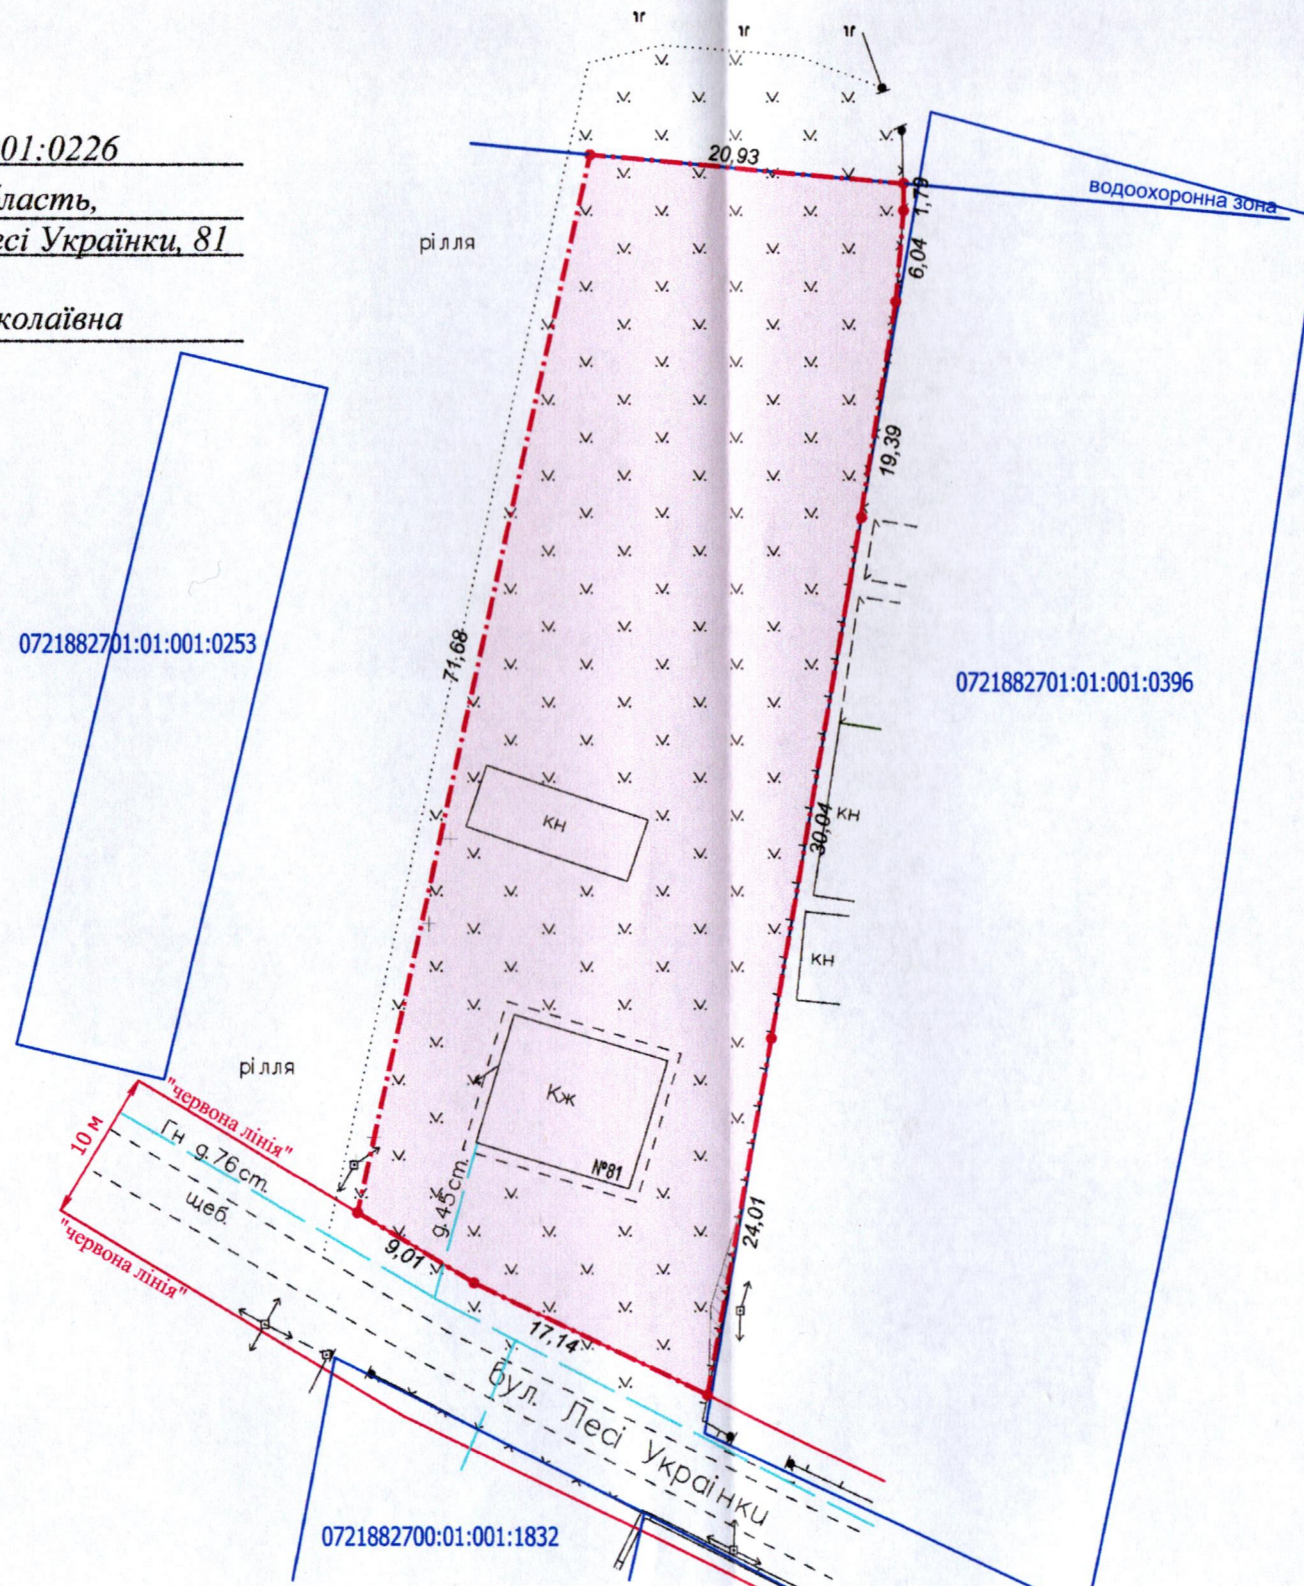 01:0226
ласть,
есі Українки, 81
колаївна
20,93
1,79
водоохоронна зона
6,04
рілля
19,39
0721882701:01:001:0253
71,68
0721882701:01:001:0396
кн
30,04
кн
кн
рілля
Кж
№81
"червона лінія"
10 м
Гн д.76 ст.
щеб.
д.45 ст.
24,01
"червона лінія"
9,01
17,14
бул. Лесі Українки
0721882700:01:001:1832